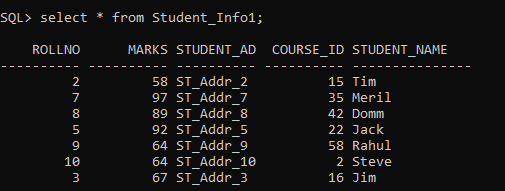 SQL> select * from Student_Info1;
ROLLNO MARKS STUDENT_AD COURSE_ID STUDENT_NAME
---------- ---------- ---------- ---------- ---------------
2 58 ST_Addr_2 15 Tim
7 97 ST_Addr_7 35 Meril
8 89 ST_Addr_8 42 Domm
5 92 ST_Addr_5 22 Jack
9 64 ST_Addr_9 58 Rahul
10 64 ST_Addr_10 2 Steve
3 67 ST_Addr_3 16 Jim